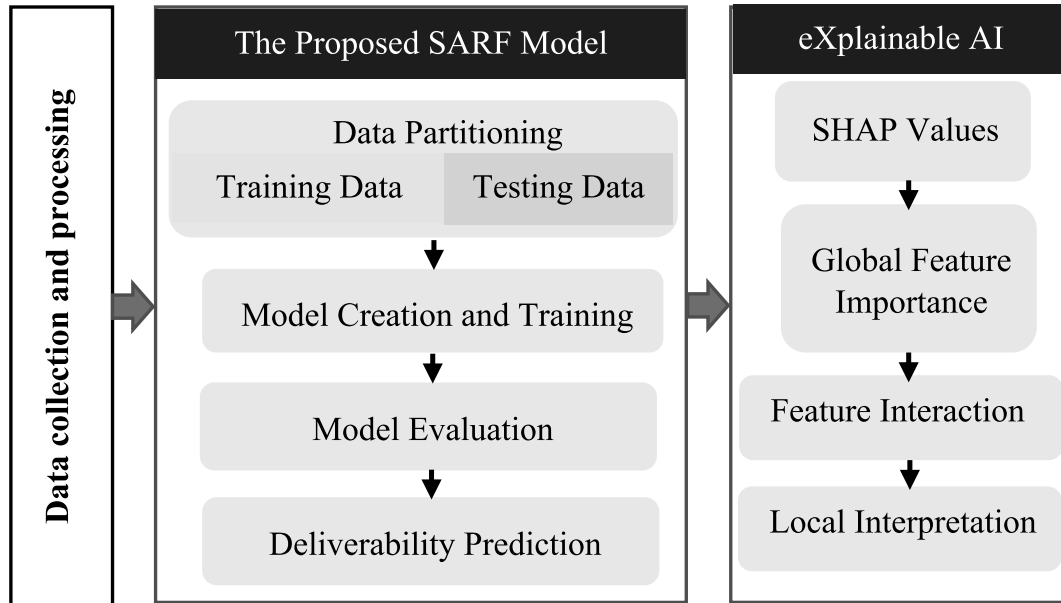 Data collection and processing
The Proposed SARF Model
Data Partitioning
Training Data
Testing Data
Model Creation and Training
Model Evaluation
Deliverability Prediction
eXplainable AI
SHAP Values
Global Feature
Importance
Feature Interaction
Local Interpretation